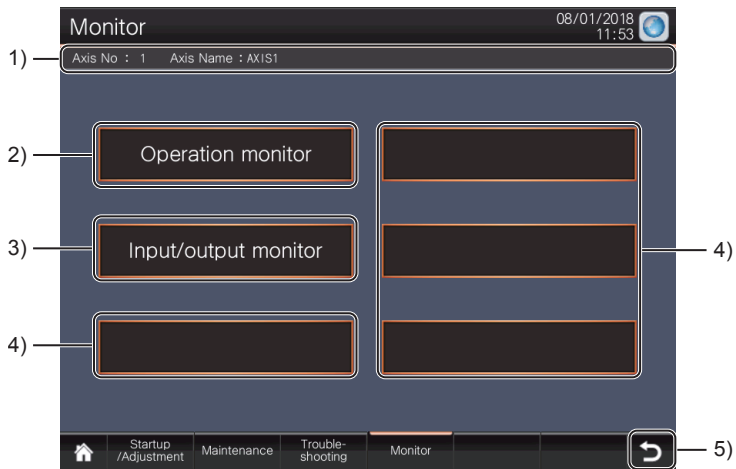 Monitor
08/01/2018
11:53
1)
Axis No : 1 Axis Name : AXIS1
2)
Operation monitor
3)
Input/output monitor
4)
4)
Startup
/Adjustment
Maintenance
Trouble-
shooting
Monitor
5)